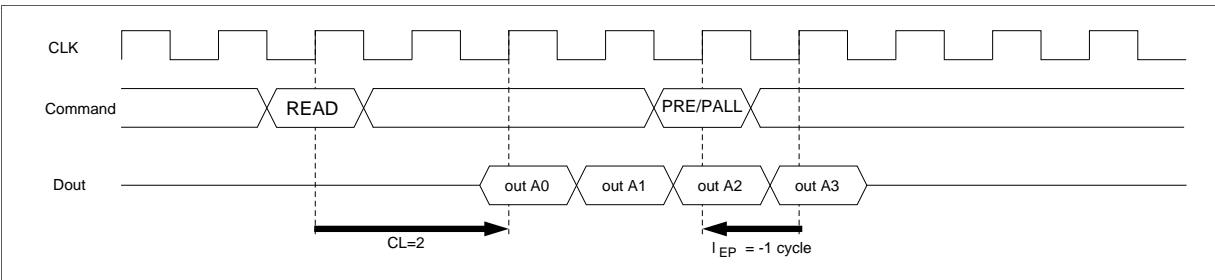 CLK
Command READ PRE/PALL
Dout out A0 out A1 out A2 out A3
CL=2 l EP = -1 cycle